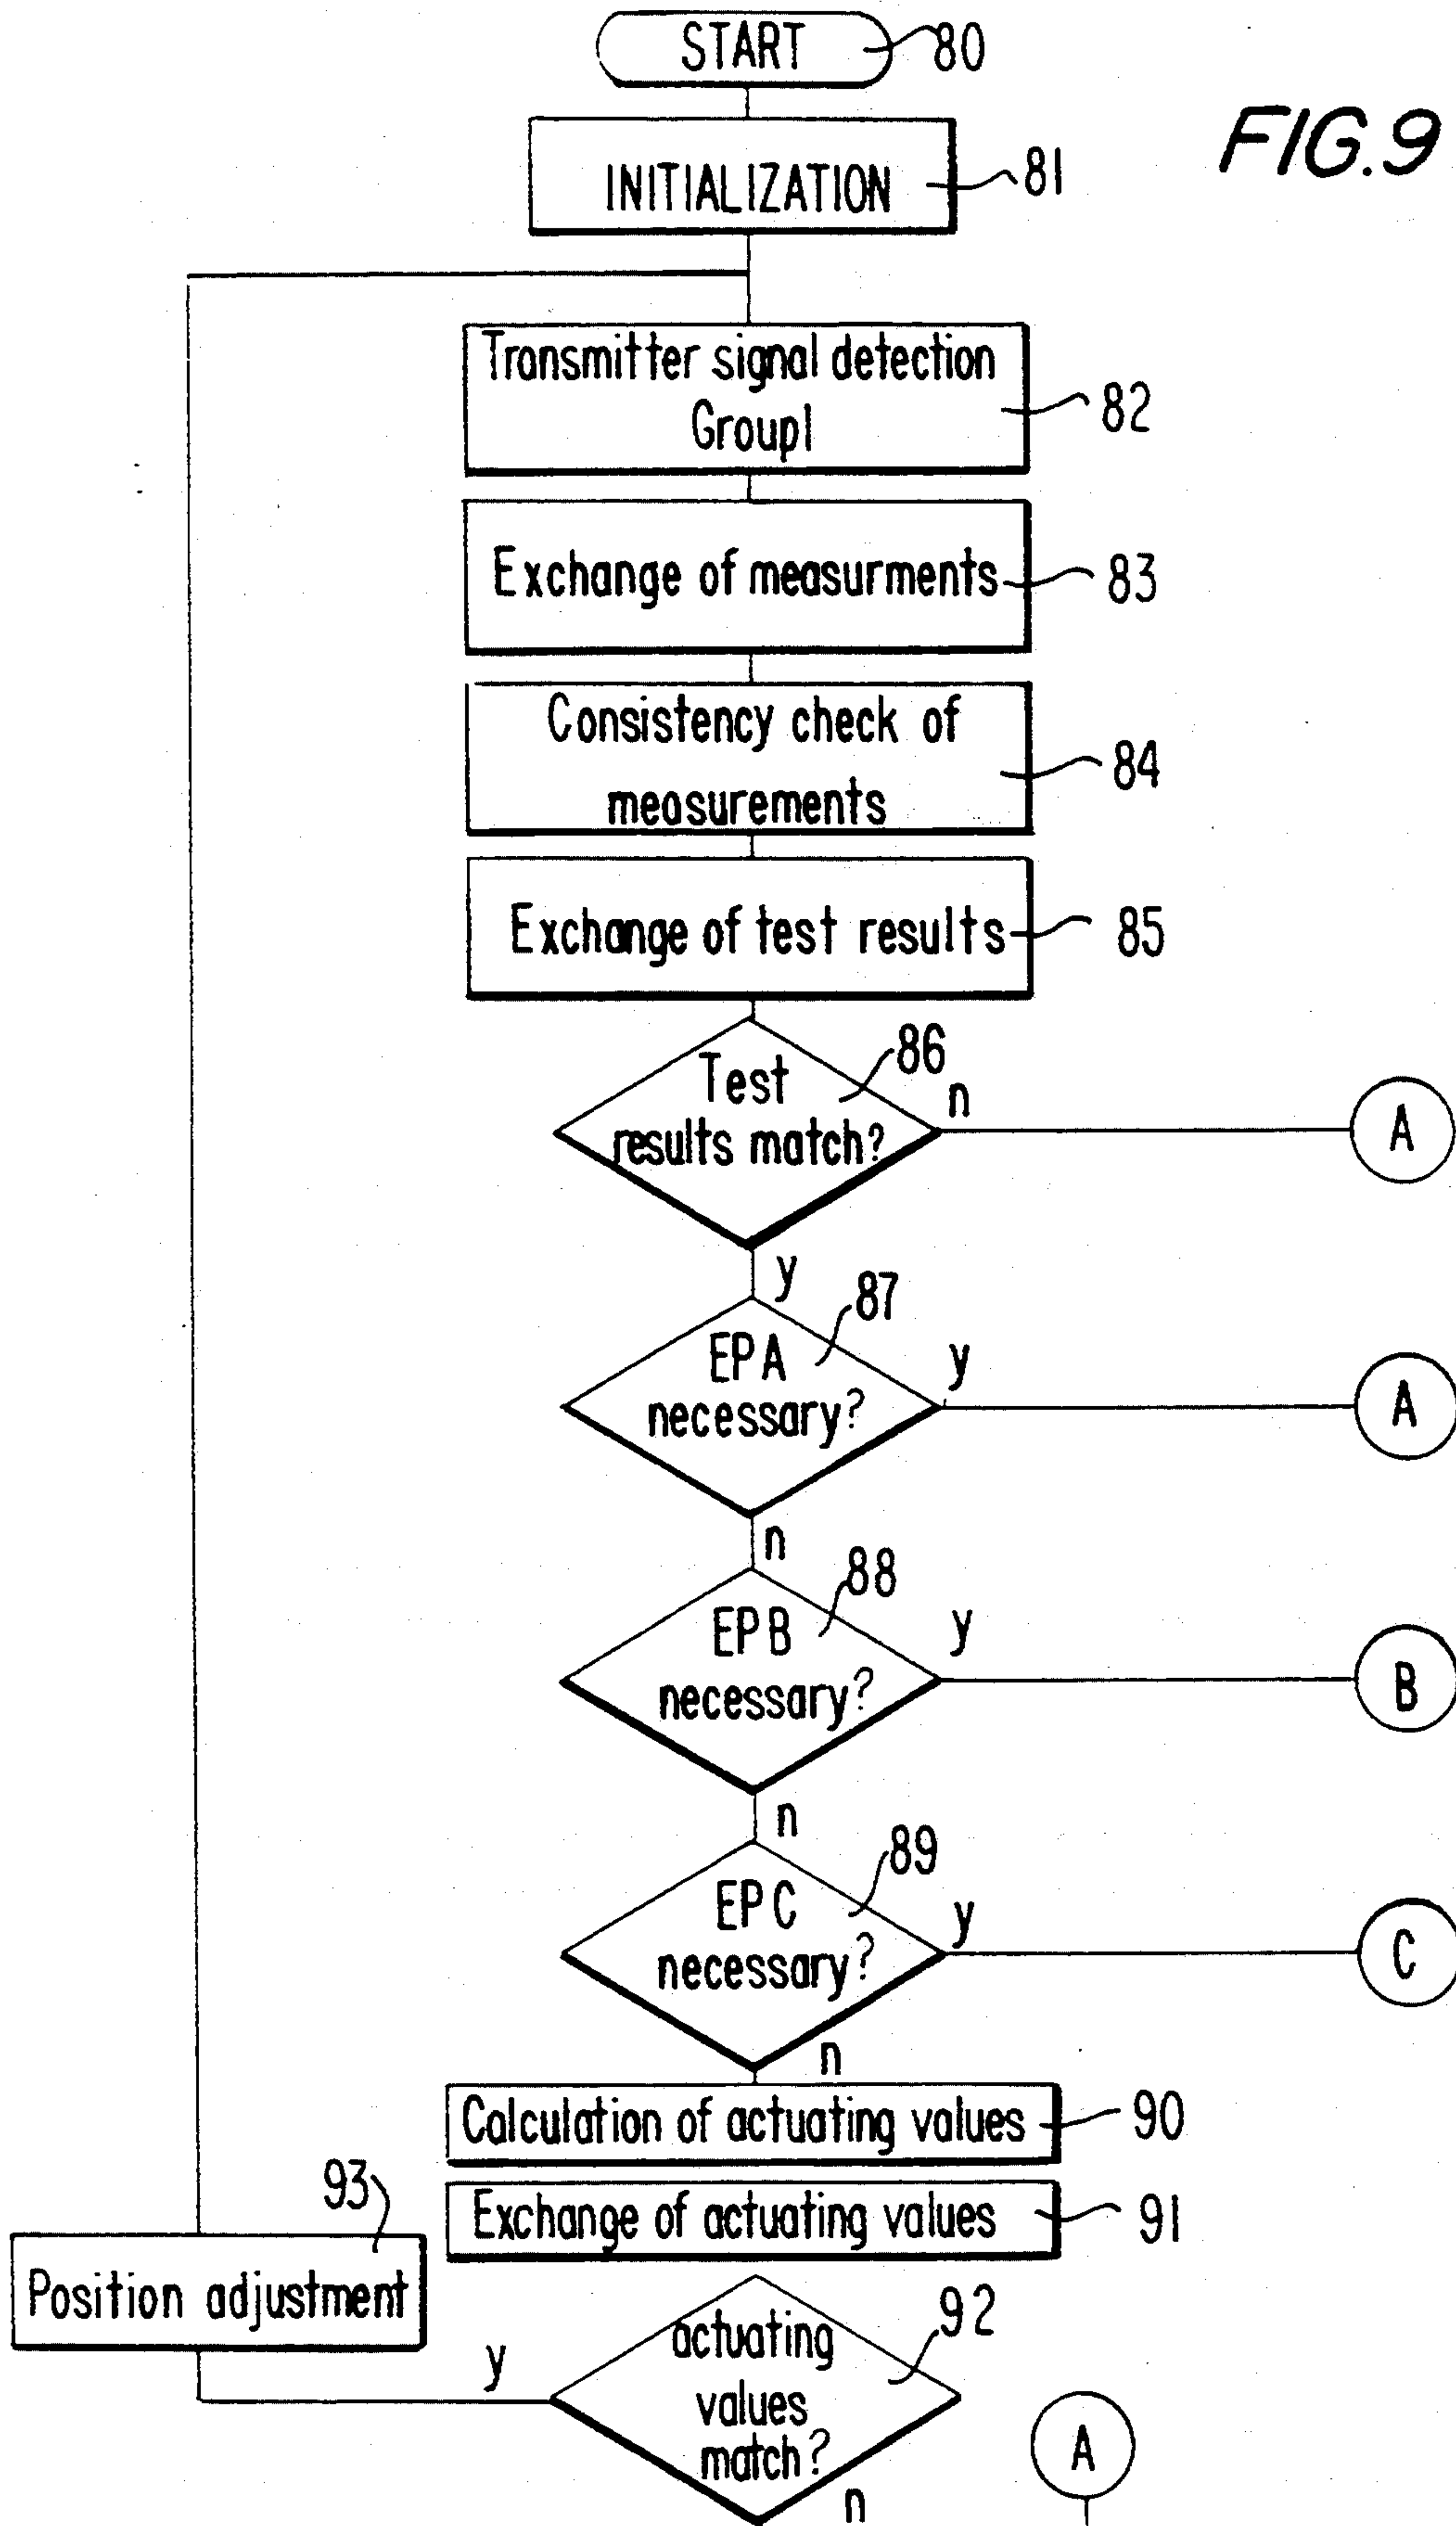 START
80
FIG.9
INITIALIZATION
81
Transmitter signal detection
Group1
82
Exchange of measurments
83
Consistency check of
measurements
84
Exchange of test results
85
86
Test
results match?
n
A
y
87
EPA
necessary?
y
A
n
88
EPB
necessary?
y
B
n
89
EPC
necessary?
y
C
n
Calculation of actuating values
90
Exchange of actuating values
91
93
Position adjustment
92
actuating
values
match?
y
n
A